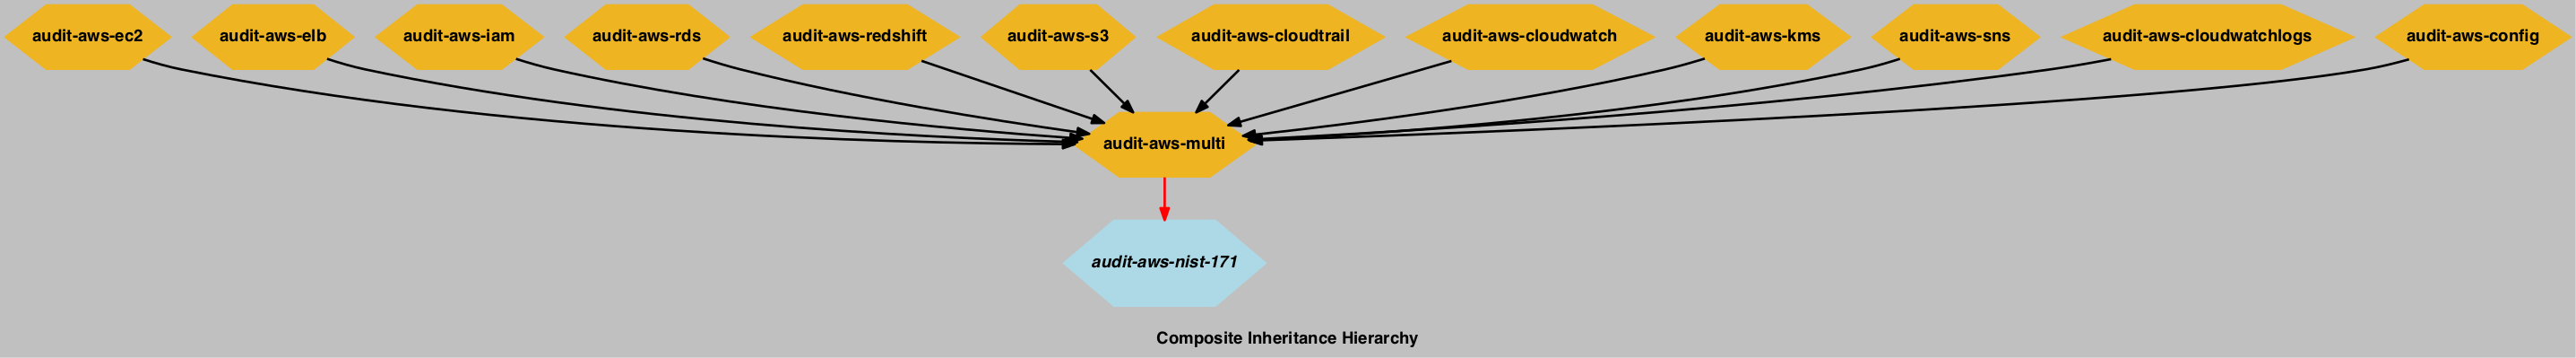 audit-aws-ec2
audit-aws-elb
audit-aws-iam
audit-aws-rds
audit-aws-redshift
audit-aws-s3
audit-aws-cloudtrail
audit-aws-cloudwatch
audit-aws-kms
audit-aws-sns
audit-aws-cloudwatchlogs
audit-aws-config
audit-aws-multi
audit-aws-nist-171
Composite Inheritance Hierarchy